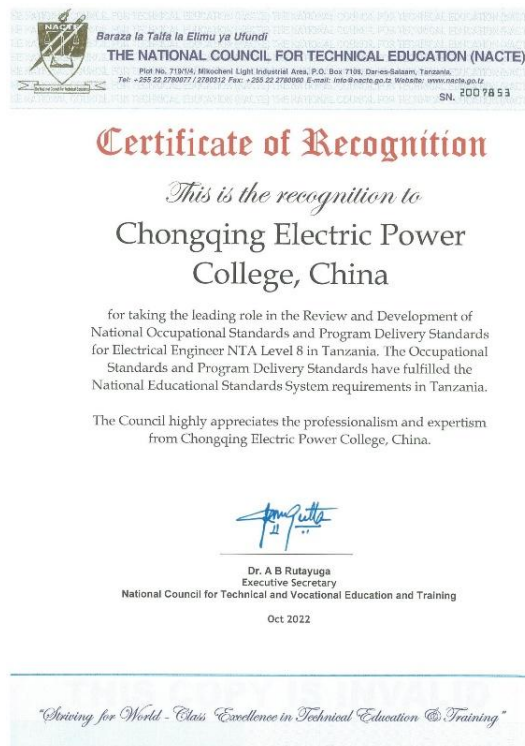 NACTE
Baraza la Taifa la Elimu ya Ufundi
THE NATIONAL COUNCIL FOR TECHNICAL EDUCATION (NACTE)
Plot No. 719/1/4, Mikocheni Light Industrial Area, P.O. Box 7109, Dar-es-Salaam, Tanzania,
Tel: +255 22 2780077 / 2780312 Fax: +255 22 2780060 E-mail: info@nacte.go.tz Website: www.nacte.go.tz
SN. 2007853
Certificate of Recognition
This is the recognition to
Chongqing Electric Power
College, China
for taking the leading role in the Review and Development of
National Occupational Standards and Program Delivery Standards
for Electrical Engineer NTA Level 8 in Tanzania. The Occupational
Standards and Program Delivery Standards have fulfilled the
National Educational Standards System requirements in Tanzania.
The Council highly appreciates the professionalism and expertism
from Chongqing Electric Power College, China.
Dr. A B Rutayuga
Executive Secretary
National Council for Technical and Vocational Education and Training
Oct 2022
"Striving for World - Class Excellence in Technical Education & Training"